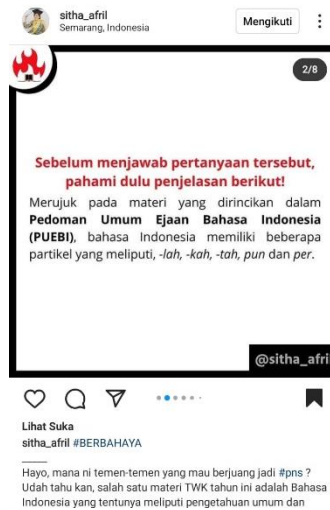 sitha_afril
Semarang, Indonesia
Mengikuti
2/8
Sebelum menjawab pertanyaan tersebut,
pahami dulu penjelasan berikut!
Merujuk pada materi yang dirincikan dalam
Pedoman Umum Ejaan Bahasa Indonesia
(PUEBI), bahasa Indonesia memiliki beberapa
partikel yang meliputi, -lah, -kah, -tah, pun dan per.
@sitha_afri
Lihat Suka
sitha_afril #BERBAHAYA
_____
Hayo, mana ni temen-temen yang mau berjuang jadi #pns ?
Udah tahu kan, salah satu materi TWK tahun ini adalah Bahasa
Indonesia yang tentunya meliputi pengetahuan umum dan